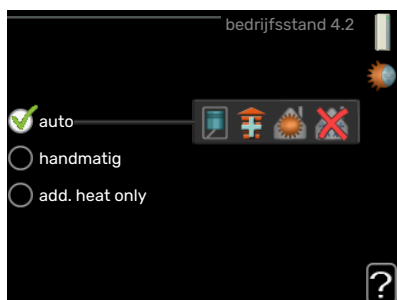 bedrijfsstand 4.2
auto
handmatig
add. heat only
?